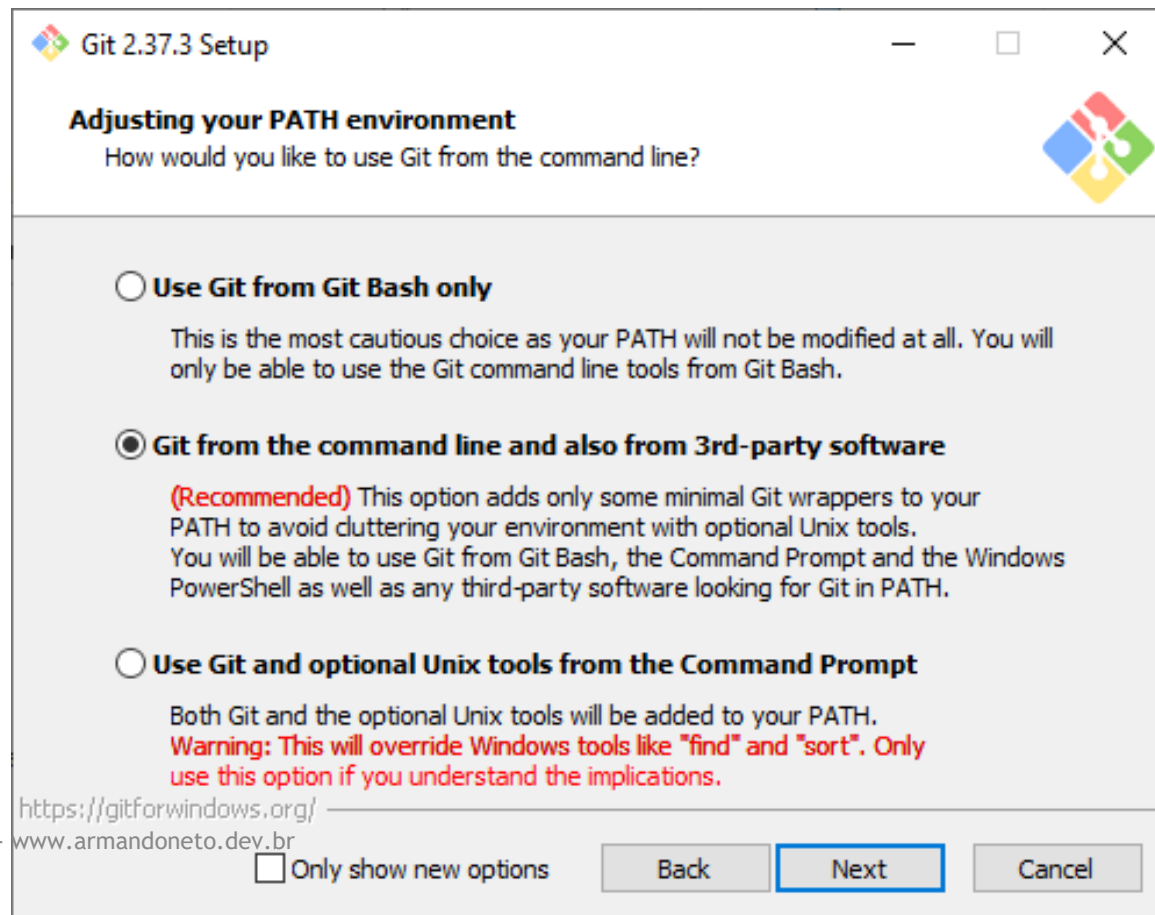 Git 2.37.3 Setup
Adjusting your PATH environment
How would you like to use Git from the command line?
Use Git from Git Bash only
This is the most cautious choice as your PATH will not be modified at all. You will
only be able to use the Git command line tools from Git Bash.
Git from the command line and also from 3rd-party software
(Recommended) This option adds only some minimal Git wrappers to your
PATH to avoid cluttering your environment with optional Unix tools.
You will be able to use Git from Git Bash, the Command Prompt and the Windows
PowerShell as well as any third-party software looking for Git in PATH.
Use Git and optional Unix tools from the Command Prompt
Both Git and the optional Unix tools will be added to your PATH.
Warning: This will override Windows tools like "find" and "sort". Only
use this option if you understand the implications.
https://gitforwindows.org/
- www.armandoneto.dev.br
Only show new options Back Next Cancel